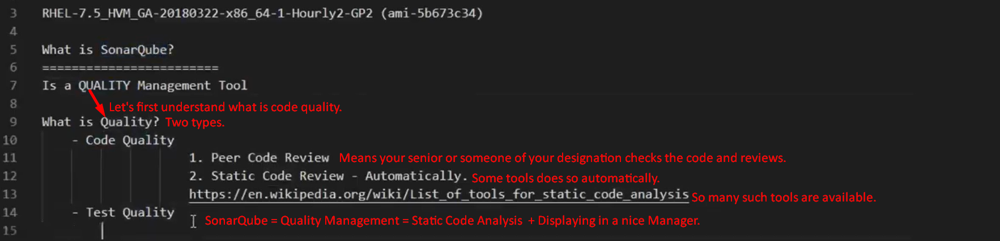 3 RHEL-7.5_HVM_GA-20180322-x86_64-1-Hourly2-GP2 (ami-5b673c34)
4
5 What is SonarQube?
6 ========================
7 Is a QUALITY Management Tool
8 Let's first understand what is code quality.
9 What is Quality? Two types.
10 - Code Quality
11 1. Peer Code Review Means your senior or someone of your designation checks the code and reviews.
12 2. Static Code Review - Automatically. Some tools does so automatically.
13 https://en.wikipedia.org/wiki/List_of_tools_for_static_code_analysis So many such tools are available.
14 - Test Quality SonarQube = Quality Management = Static Code Analysis + Displaying in a nice Manager.
15